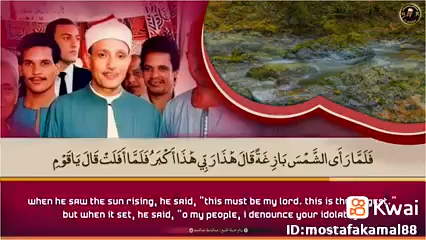 فَلَمَّا رَأَى الشَّمْسَ بَازِغَةً قَالَ هَذَا رَبِّي هَذَا أَكْبَرُ فَلَمَّا أَفَلَتْ قَالَ يَا قَوْمِ
WHEN HE SAW THE SUN RISING, HE SAID, "THIS MUST BE MY LORD. THIS IS THE
BUT WHEN IT SET, HE SAID, "O MY PEOPLE, I DENOUNCE YOUR
Kwai
ID:mostafakamal88